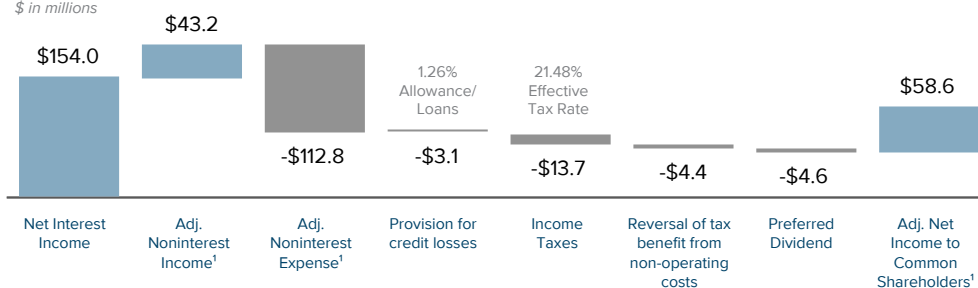 $ in millions
$154.0
$43.2
-$112.8
1.26%
Allowance/
Loans
-$3.1
21.48%
Effective
Tax Rate
-$13.7
-$4.4
-$4.6
$58.6
Net Interest
Income
Adj.
Noninterest
Income¹
Adj.
Noninterest
Expense¹
Provision for
credit losses
Income
Taxes
Reversal of tax
benefit from
non-operating
costs
Preferred
Dividend
Adj. Net
Income to
Common
Shareholders¹